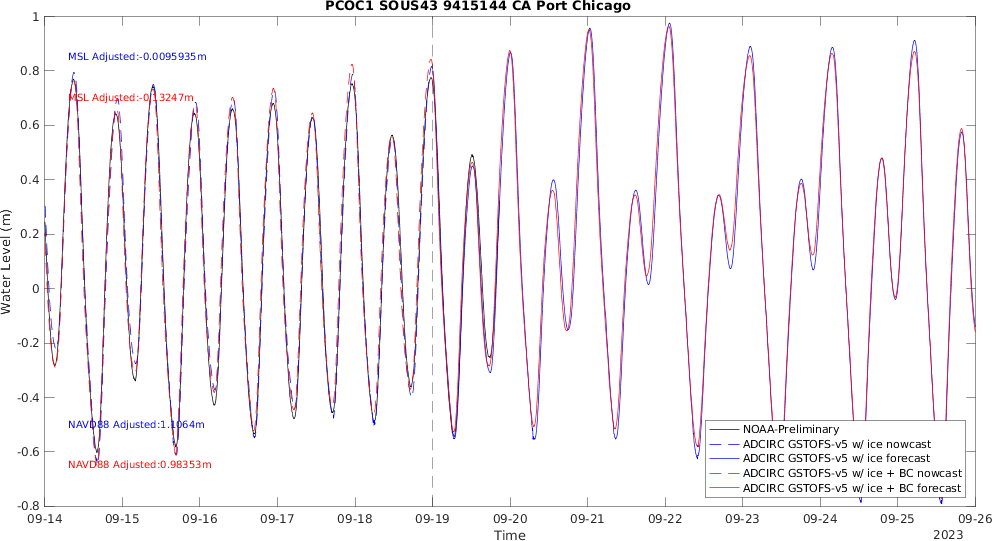 PCOC1 SOUS43 9415144 CA Port Chicago
MSL Adjusted:-0.0095935m
MSL Adjusted:-0.13247m
NAVD88 Adjusted:1.1064m
NAVD88 Adjusted:0.98353m
Water Level (m)
1
0.8
0.6
0.4
0.2
0
-0.2
-0.4
-0.6
-0.8
NOAA-Preliminary
ADCIRC GSTOFS-v5 w/ ice nowcast
ADCIRC GSTOFS-v5 w/ ice forecast
ADCIRC GSTOFS-v5 w/ ice + BC nowcast
ADCIRC GSTOFS-v5 w/ ice + BC forecast
09-14 09-15 09-16 09-17 09-18 09-19 09-20 09-21 09-22 09-23 09-24 09-25 09-26
Time
2023